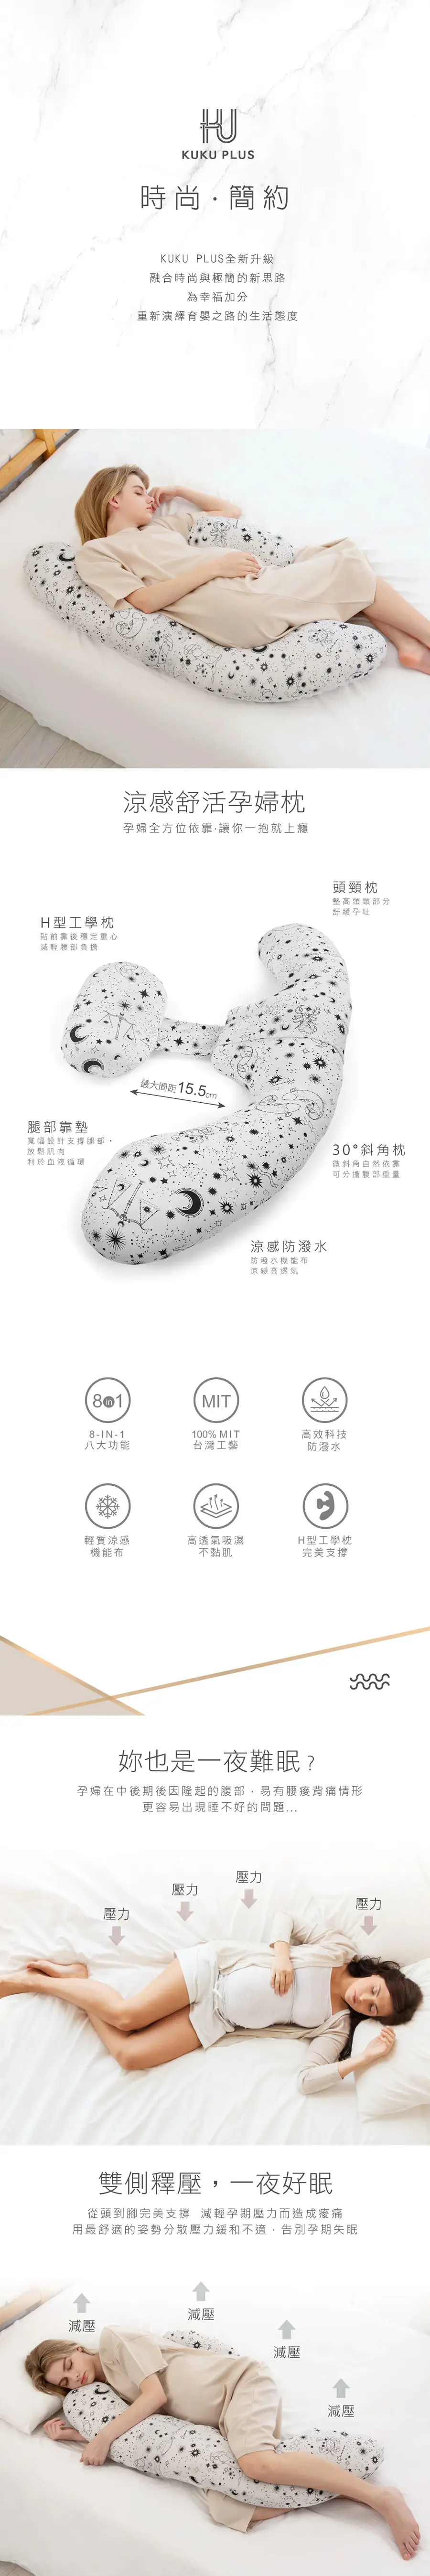 KUKU PLUS
時尚·簡約
KUKU PLUS全新升級
融合時尚與極簡的新思路
為幸福加分
重新演繹育嬰之路的生活態度
涼感舒活孕婦枕
孕婦全方位依靠·讓你一抱就上癮
頭頸枕
墊高頭頸部分
舒緩孕吐
H型工學枕
貼前靠後穩定重心
減輕腰部負擔
最大間距15.5cm
腿部靠墊
寬幅設計支撐腿部，
放鬆肌肉
利於血液循環
30°斜角枕
微斜角自然依靠
可分擔腹部重量
涼感防潑水
防潑水機能布
涼感高透氣
8in1
8-IN-1
八大功能
MIT
100% MIT
台灣工藝
高效科技
防潑水
輕質涼感
機能布
高透氣吸濕
不黏肌
H型工學枕
完美支撐
妳也是一夜難眠?
孕婦在中後期後因隆起的腹部，易有腰痠背痛情形
更容易出現睡不好的問題...
壓力
壓力
壓力
壓力
雙側釋壓，一夜好眠
從頭到腳完美支撐 減輕孕期壓力而造成痠痛
用最舒適的姿勢分散壓力緩和不適，告別孕期失眠
減壓
減壓
減壓
減壓